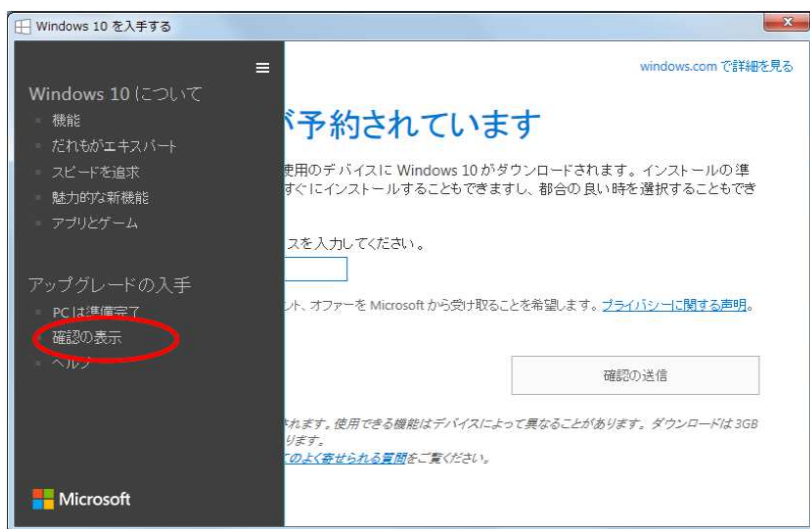 Windows 10 を入手する
windows.com で詳細を見る
Windows 10 について
機能
だれもがエキスパート
スピードを追求
魅力的な新機能
アプリとゲーム
アップグレードの入手
PC は準備完了
確認の表示
ヘルプ
Microsoft
が予約されています
使用のデバイスに Windows 10 がダウンロードされます。インストールの準
すぐにインストールすることもできますし、都合の良い時を選択することもでき
スを入力してください。
ント、オファーを Microsoft から受け取ることを希望します。プライバシーに関する声明。
確認の送信
されます。使用できる機能はデバイスによって異なることがあります。ダウンロードは 3GB
ります。
てのよく寄せられる質問をご覧ください。